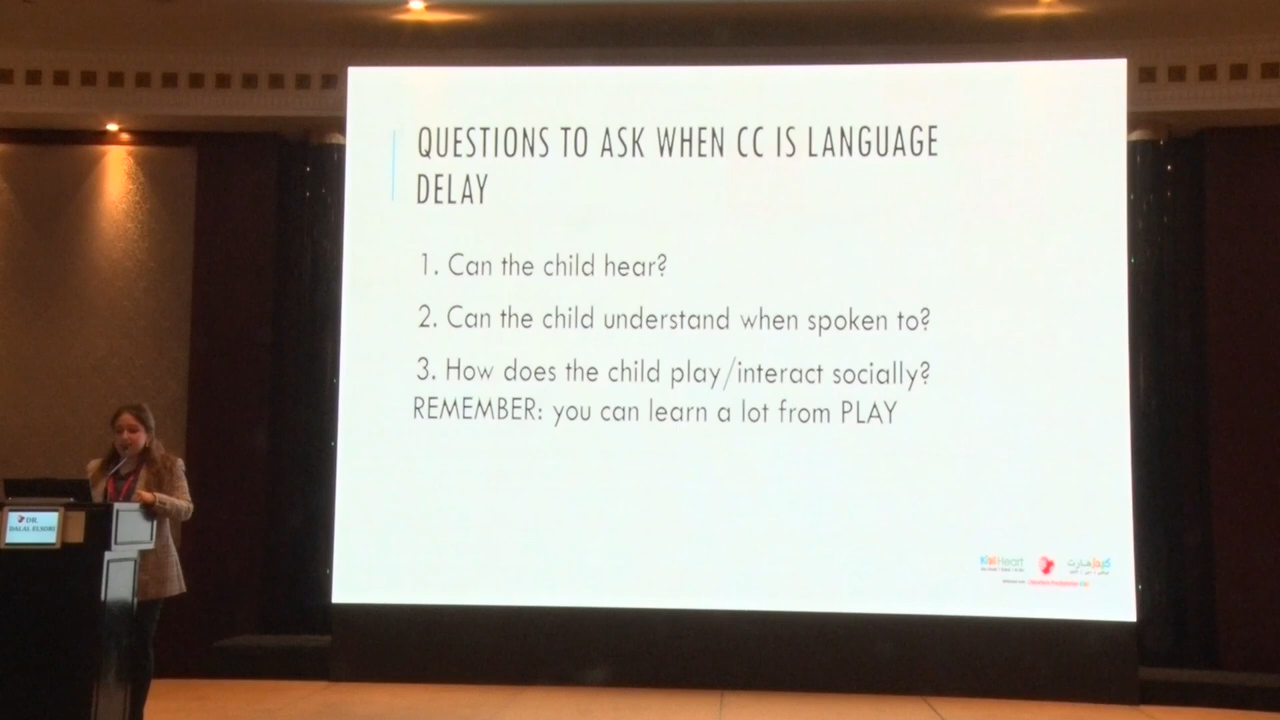 QUESTIONS TO ASK WHEN CC IS LANGUAGE
DELAY
1. Can the child hear?
2. Can the child understand when spoken to?
3. How does the child play/interact socially?
REMEMBER: you can learn a lot from PLAY
DR.
DALAL ELSORI
Heart